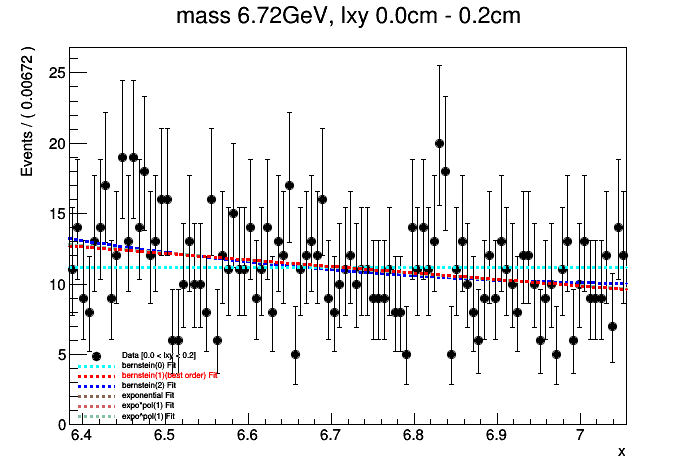 mass 6.72GeV, lxy 0.0cm - 0.2cm
Events / ( 0.00672 )
25
20
15
10
5
0
Data [0.0 < lxy < 0.2]
bernstein(0) Fit
bernstein(1)(best order) Fit
bernstein(2) Fit
exponential Fit
expo*pol(1) Fit
expo^pol(1) Fit
6.4 6.5 6.6 6.7 6.8 6.9 7
x